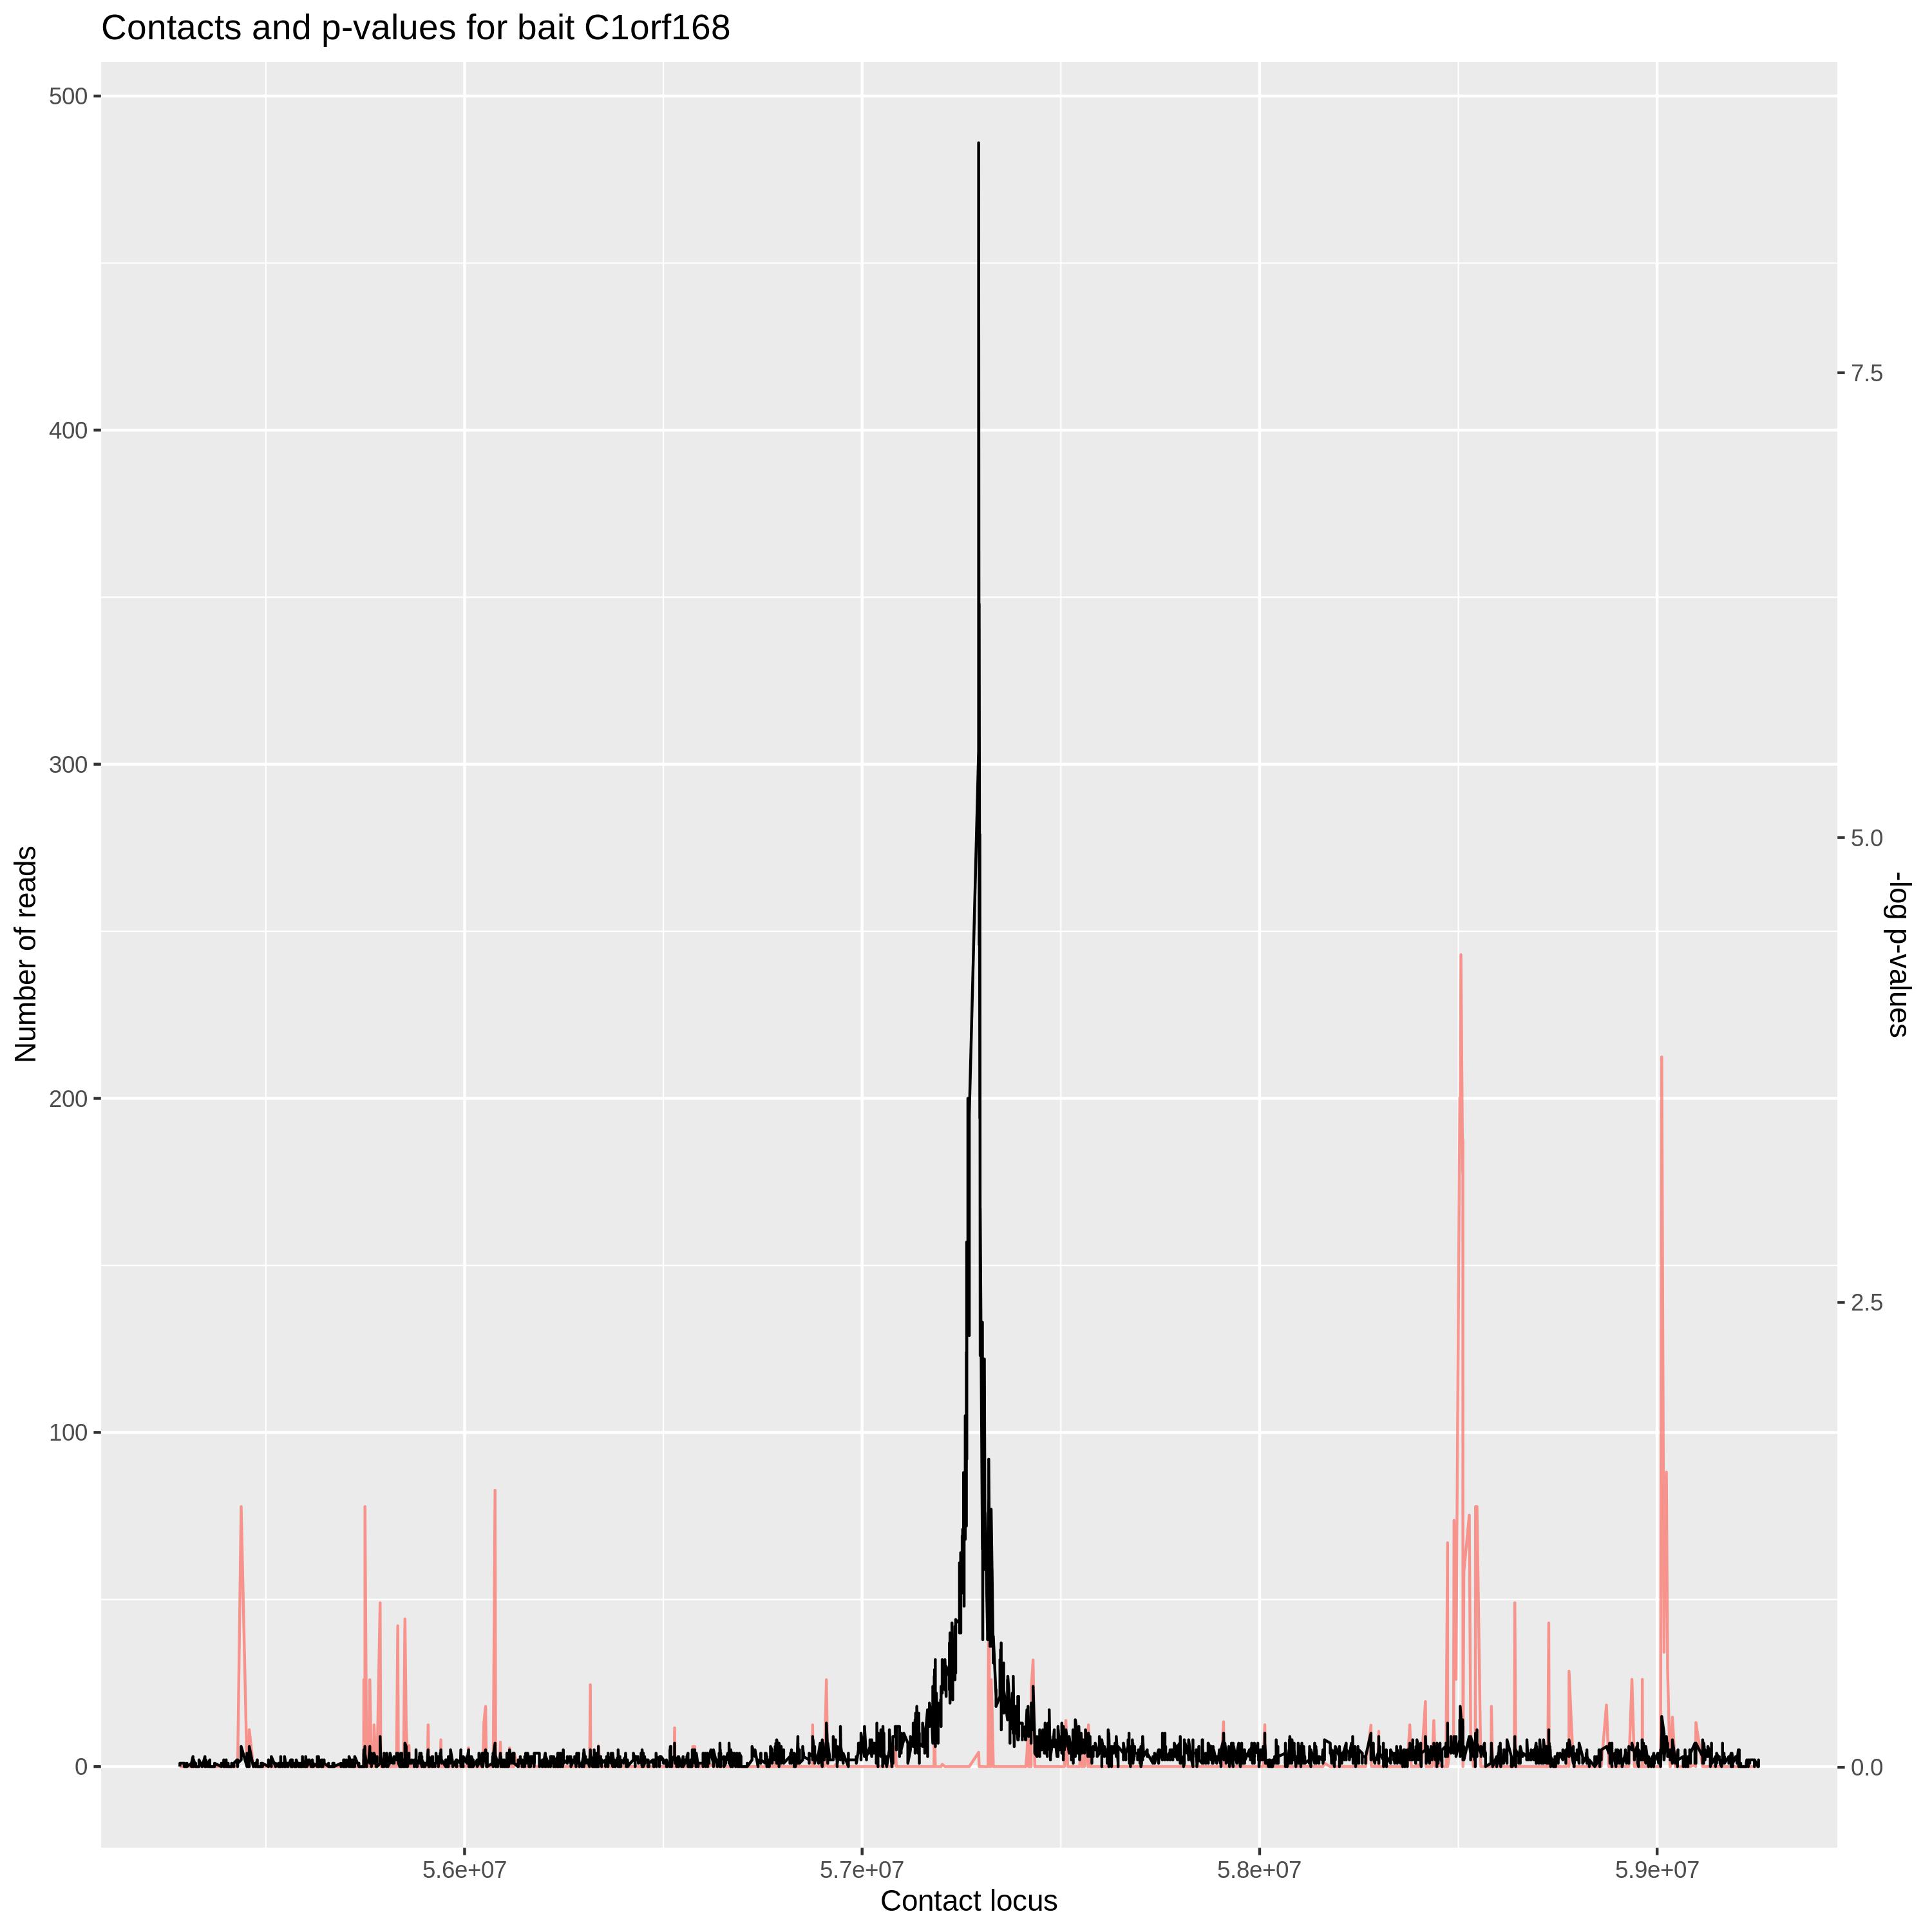 Contacts and p-values for bait C1orf168
500
400
300
200
100
0
Number of reads
7.5
5.0
2.5
0.0
-log p-values
5.6e+07
5.7e+07
5.8e+07
5.9e+07
Contact locus